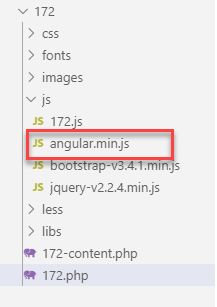 172
css
fonts
images
js
JS 172.js
JS angular.min.js
JS bootstrap-v3.4.1.min.js
JS jquery-v2.2.4.min.js
less
libs
172-content.php
172.php